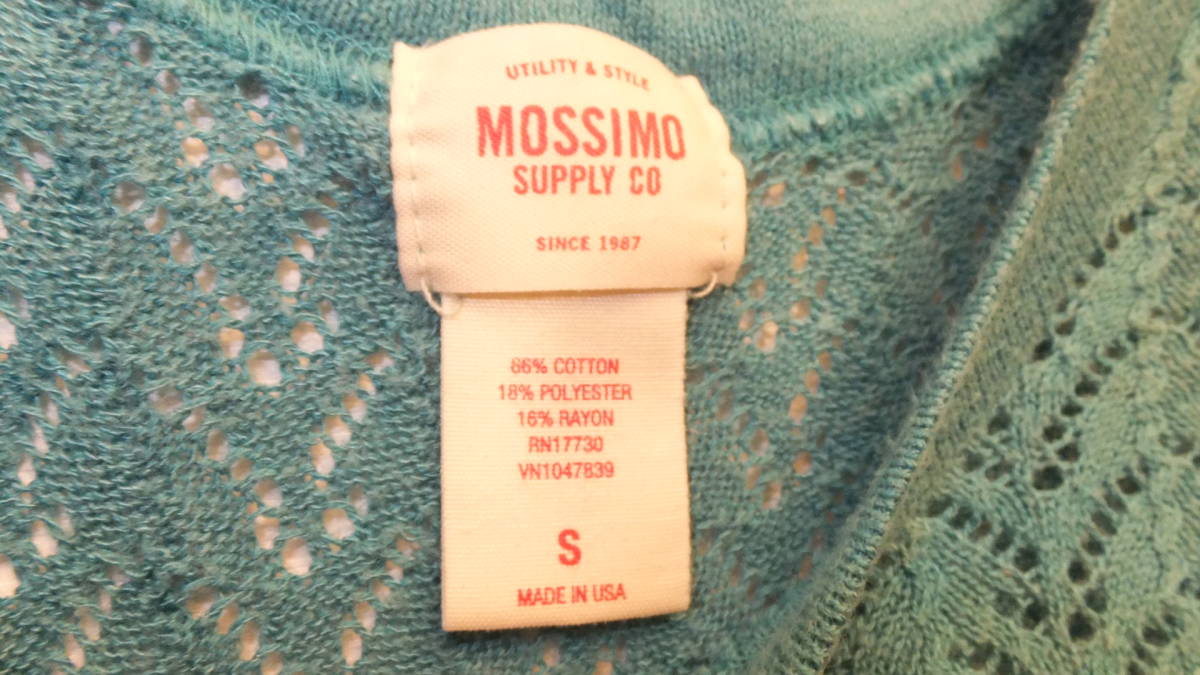 UTILITY & STYLE
MOSSIMO
SUPPLY CO
SINCE 1987
66% COTTON
18% POLYESTER
16% RAYON
RN17730
VN1047839
S
MADE IN USA